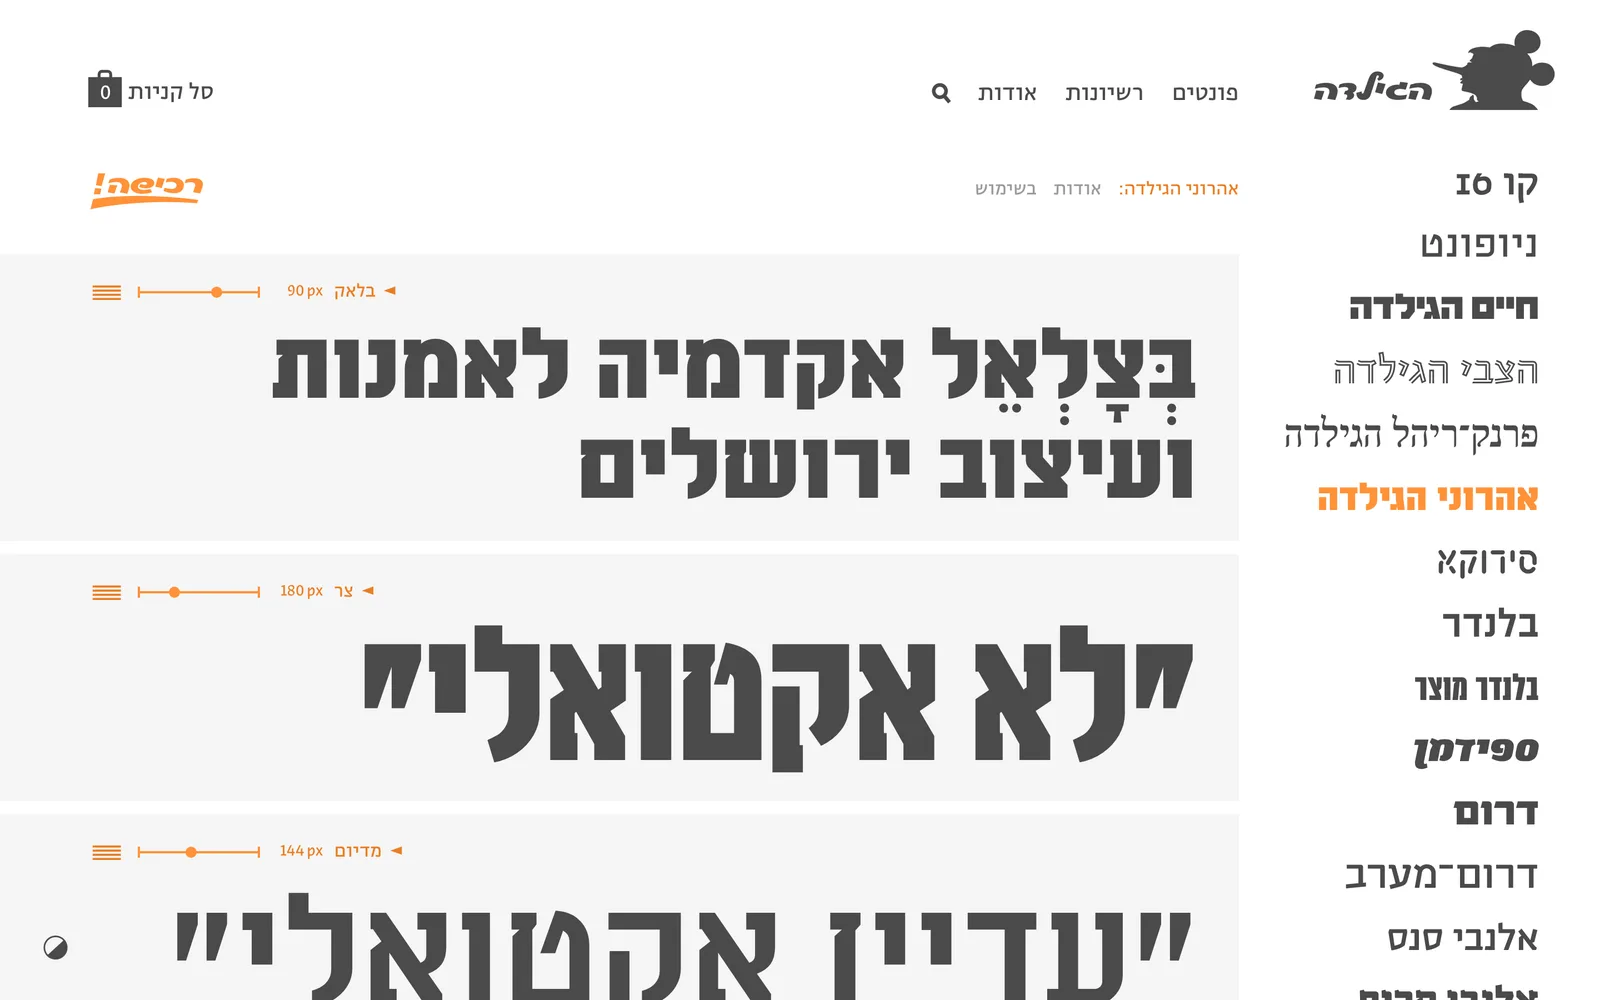 הגילדה
פונטים
רשיונות
אודות
סל קניות
0
אהרוני הגילדה:
אודות
בשימוש
רכישה!
קו 16
ניופונט
חיים הגילדה
הצבי הגילדה
פרנק־ריהל הגילדה
אהרוני הגילדה
סידוקא
בלנדר
בלנדר מוצר
ספידמן
דרום
דרום־מערב
אלנבי סנס
בלאק 90 px
בְּצָלְאֵל אקדמיה לאמנות
ועיצוב ירושלים
צר 180 px
"לא אקטואלי"
מדיום 144 px
"עדיין אקטואלי"